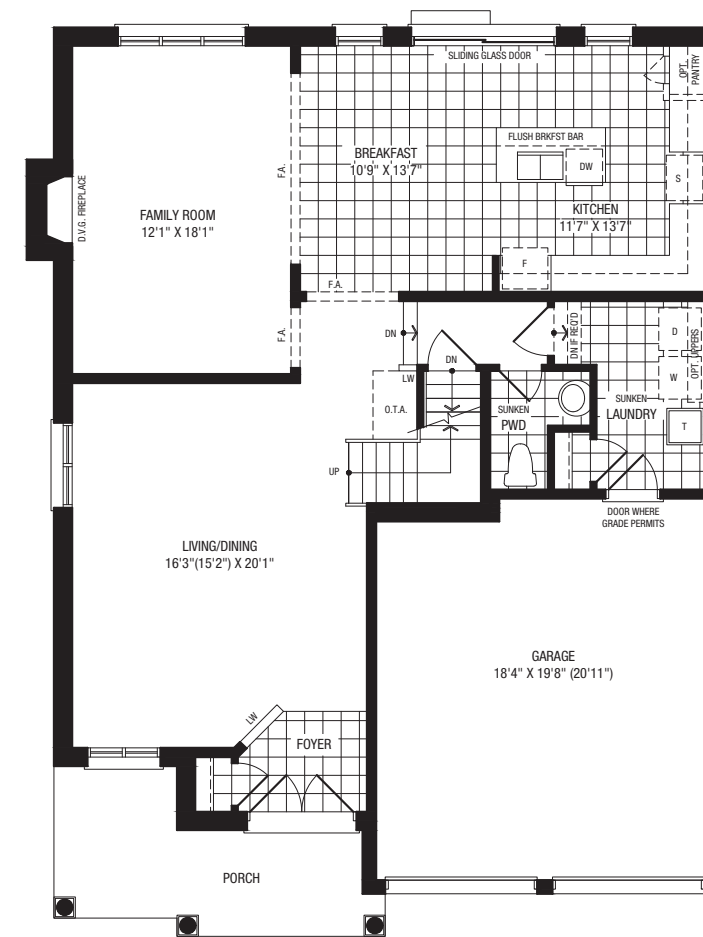 SLIDING GLASS DOOR
OPT.
PANTRY
FLUSH BRKFST BAR
DW
BREAKFAST
10'9" X 13'7"
F.A.
S
D.V.G. FIREPLACE
FAMILY ROOM
12'1" X 18'1"
KITCHEN
11'7" X 13'7"
F
F.A.
F.A.
DN
DN IF REQ'D
D
OPT. UPPERS
DN
LW
W
O.T.A.
SUNKEN
PWD
SUNKEN
LAUNDRY
T
UP
DOOR WHERE
GRADE PERMITS
LIVING/DINING
16'3"(15'2") X 20'1"
GARAGE
18'4" X 19'8" (20'11")
LW
FOYER
PORCH